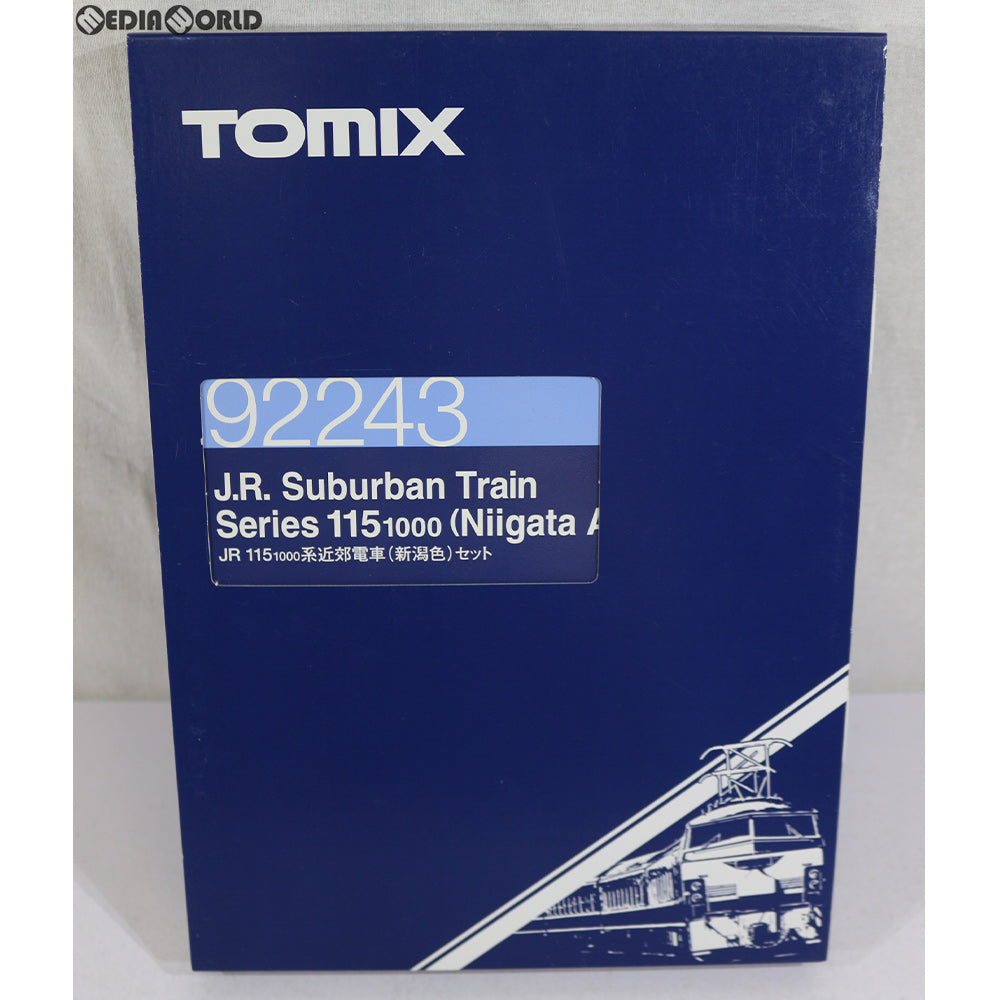 MEDIAWORLD
TOMIX
92243
J.R. Suburban Train
Series 1151000 (Niigata A
JR 1151000系近郊電車(新潟色)セット